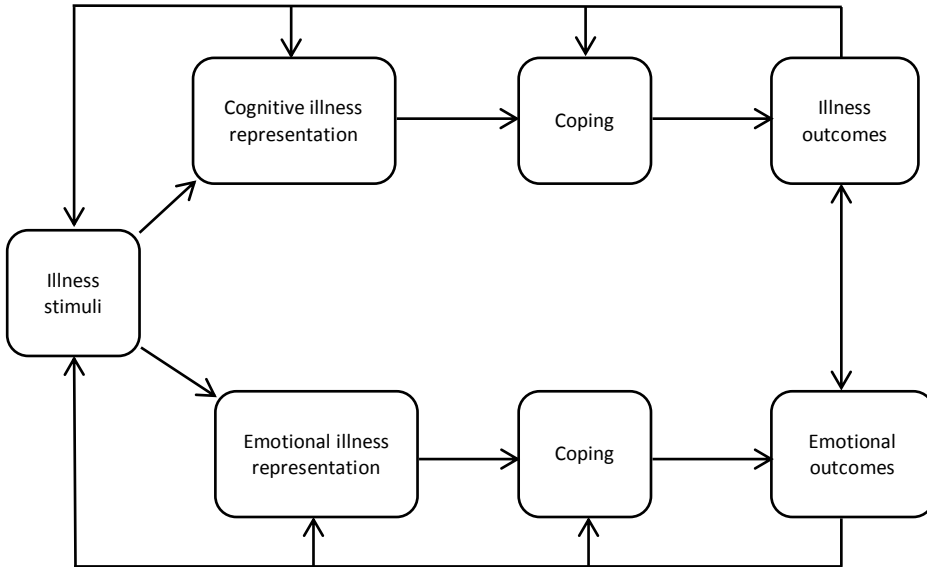 Cognitive illness
representation
Coping
Illness
outcomes
Illness
stimuli
Emotional illness
representation
Coping
Emotional
outcomes